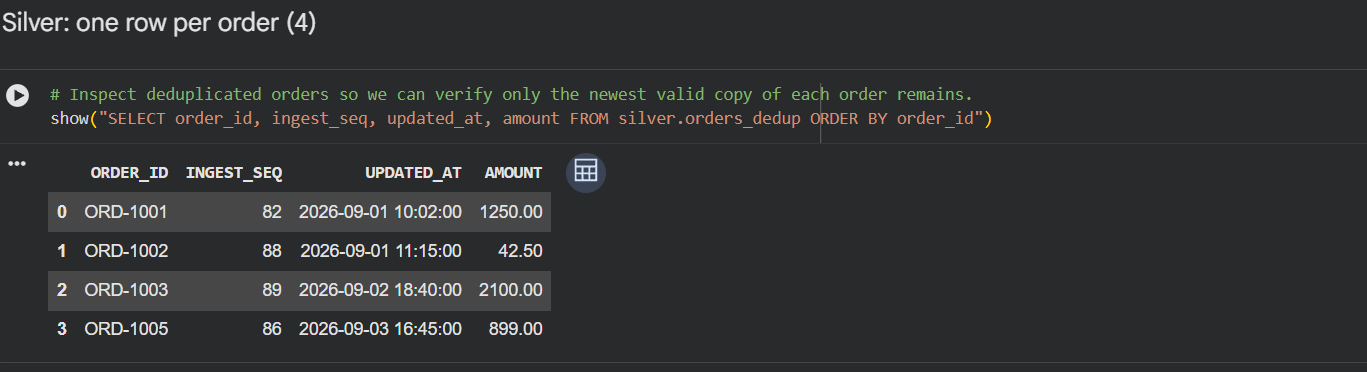 Silver: one row per order (4)
# Inspect deduplicated orders so we can verify only the newest valid copy of each order remains.
show("SELECT order_id, ingest_seq, updated_at, amount FROM silver.orders_dedup ORDER BY order_id")
ORDER_ID INGEST_SEQ UPDATED_AT AMOUNT
0 ORD-1001 82 2026-09-01 10:02:00 1250.00
1 ORD-1002 88 2026-09-01 11:15:00 42.50
2 ORD-1003 89 2026-09-02 18:40:00 2100.00
3 ORD-1005 86 2026-09-03 16:45:00 899.00